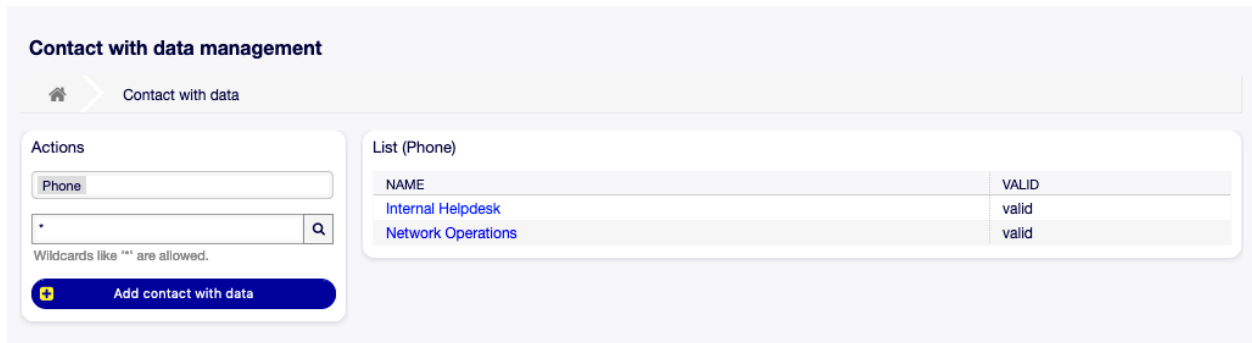 Contact with data management
Contact with data
Actions
Phone
*
Wildcards like '*' are allowed.
Add contact with data
List (Phone)
NAME VALID
Internal Helpdesk valid
Network Operations valid